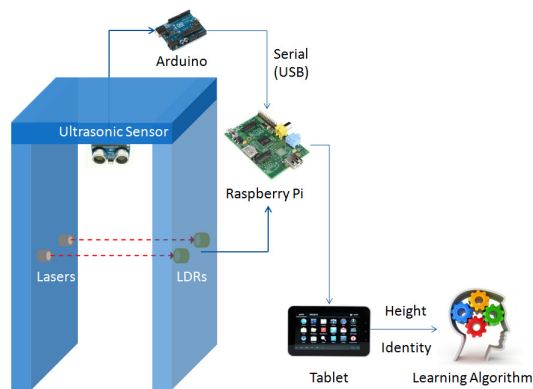 Arduino
Serial
(USB)
Ultrasonic Sensor
Raspberry Pi
Lasers
LDRs
Height
Identity
Tablet
Learning Algorithm